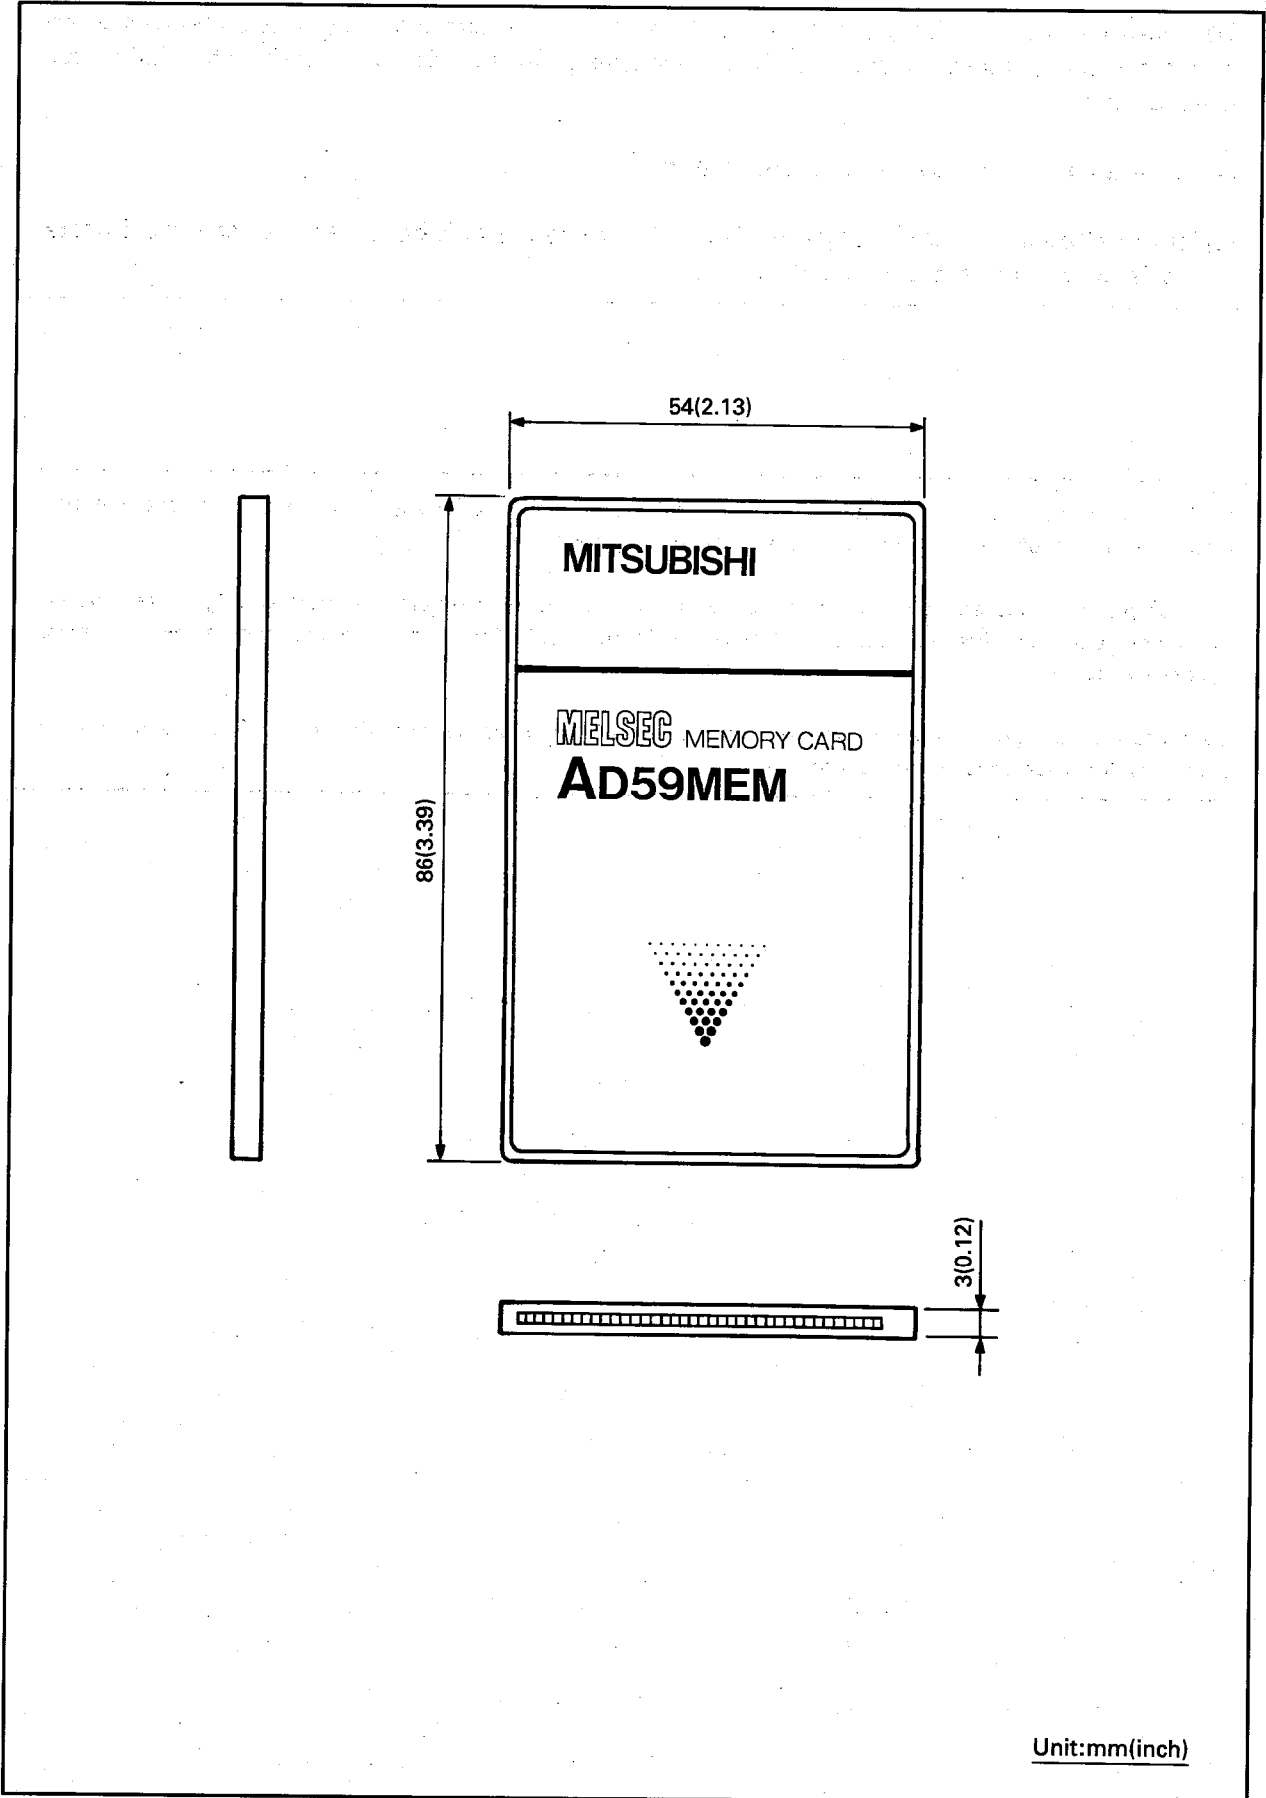 54(2.13)
MITSUBISHI
MELSEC MEMORY CARD
AD59MEM
86(3.39)
3(0.12)
Unit:mm(inch)